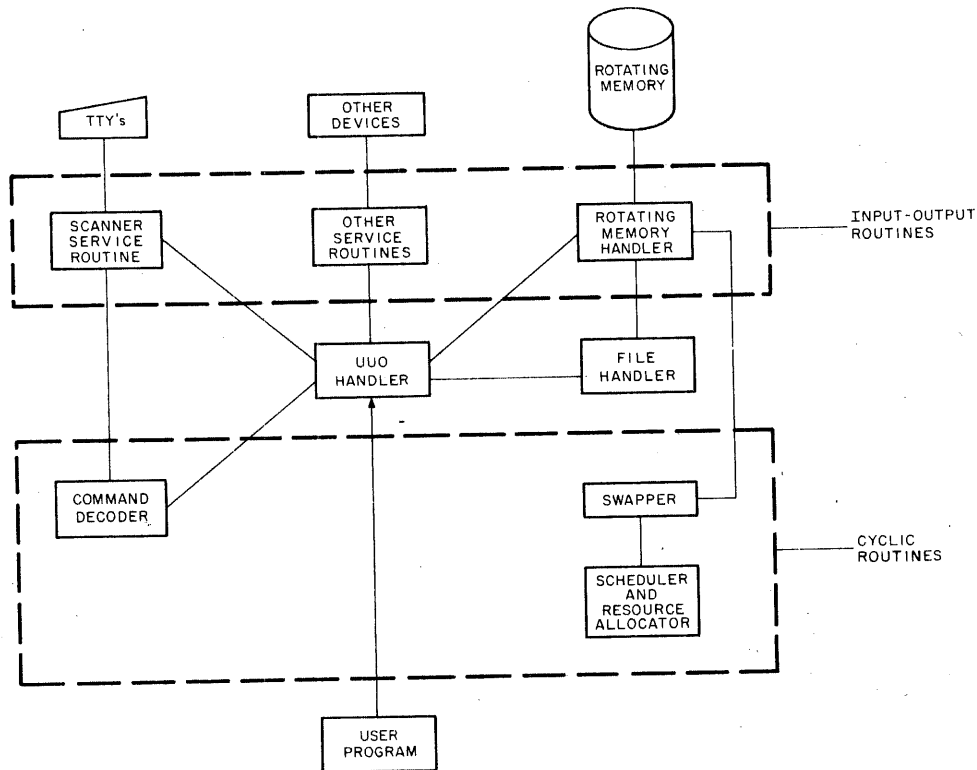 ROTATING
MEMORY
TTY's
OTHER
DEVICES
SCANNER
SERVICE
ROUTINE
OTHER
SERVICE
ROUTINES
ROTATING
MEMORY
HANDLER
INPUT-OUTPUT
ROUTINES
UUO
HANDLER
FILE
HANDLER
COMMAND
DECODER
SWAPPER
CYCLIC
ROUTINES
SCHEDULER
AND
RESOURCE
ALLOCATOR
USER
PROGRAM